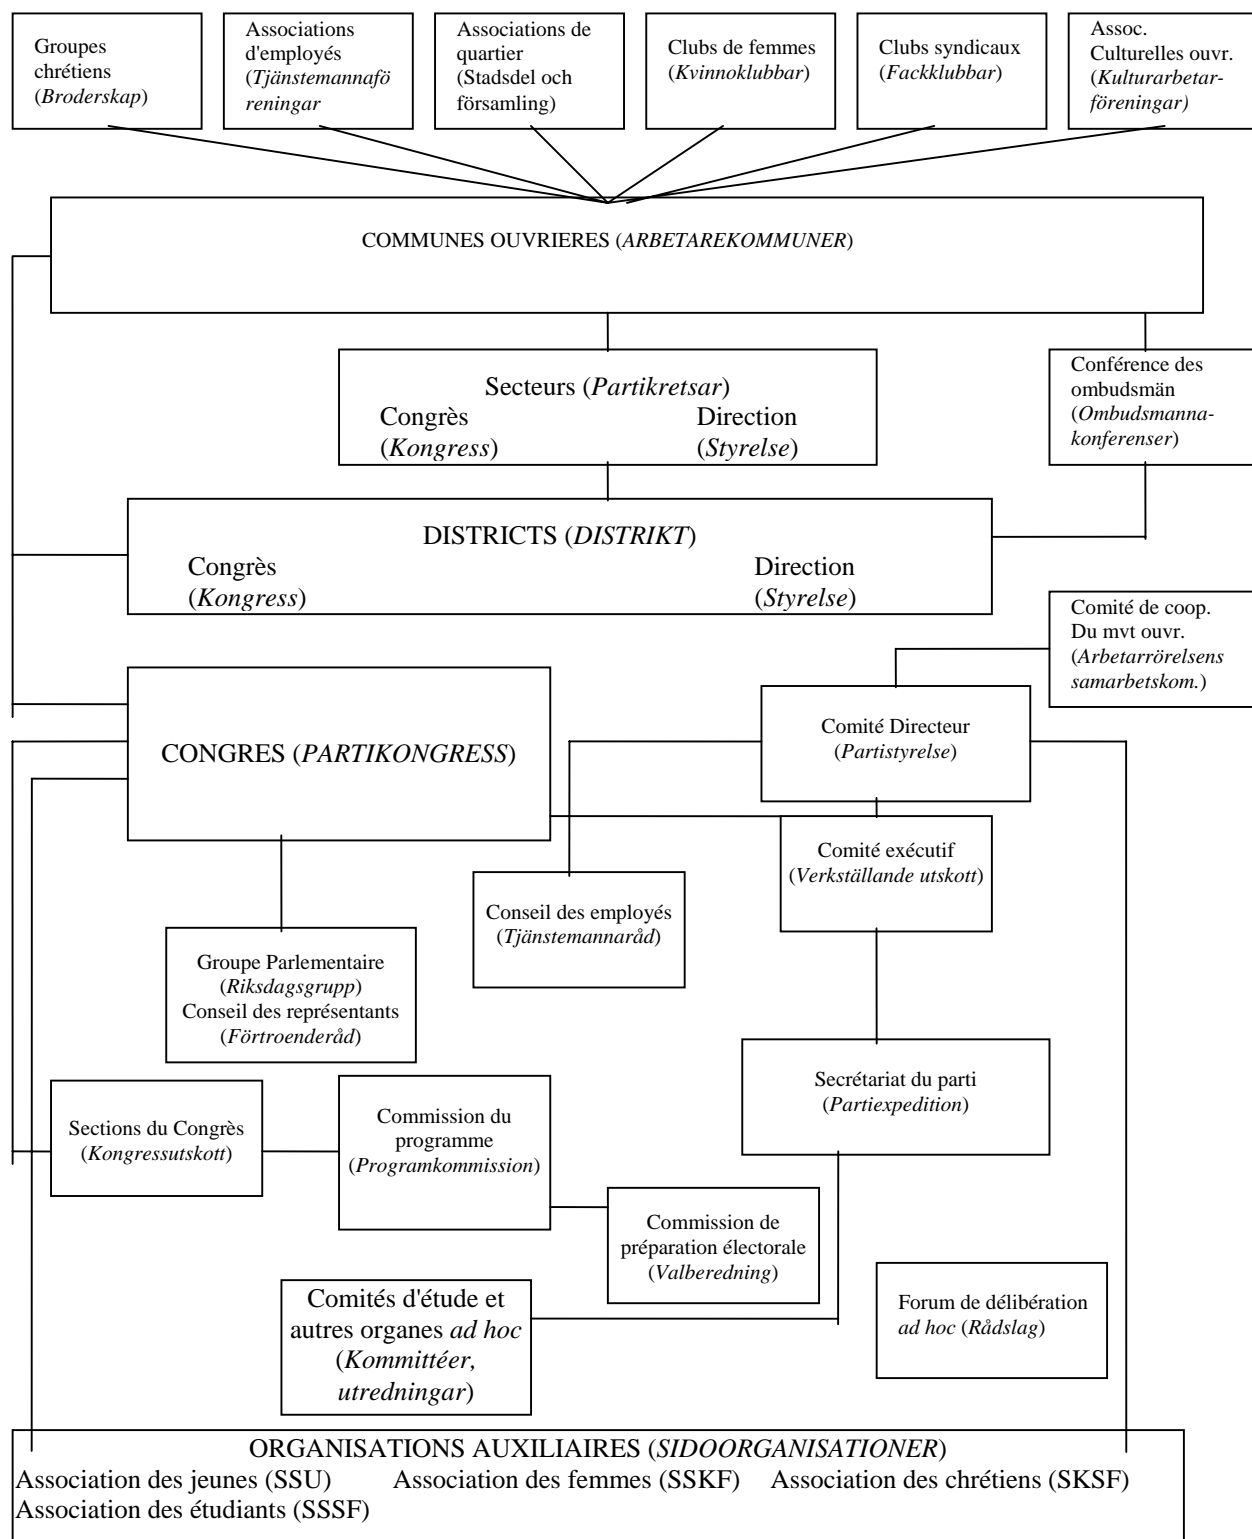 Groupes
chrétiens
(Broderskap)
Associations
d'employés
(Tjänstemannafö
reningar
Associations de
quartier
(Stadsdel och
församling)
Clubs de femmes
(Kvinnoklubbar)
Clubs syndicaux
(Fackklubbar)
Assoc.
Culturelles ouvr.
(Kulturarbetar-
föreningar)
COMMUNES OUVRIERES (ARBETAREKOMMUNER)
Secteurs (Partikretsar)
Congrès
(Kongress)
Direction
(Styrelse)
Conférence des
ombudsmän
(Ombudsmanna-
konferenser)
DISTRICTS (DISTRIKT)
Congrès
(Kongress)
Direction
(Styrelse)
Comité de coop.
Du mvt ouvr.
(Arbetarrörelsens
samarbetskom.)
CONGRES (PARTIKONGRESS)
Comité Directeur
(Partistyrelse)
Comité exécutif
(Verkställande utskott)
Conseil des employés
(Tjänstemannaråd)
Groupe Parlementaire
(Riksdagsgrupp)
Conseil des représentants
(Förtroenderåd)
Secrétariat du parti
(Partiexpedition)
Sections du Congrès
(Kongressutskott)
Commission du
programme
(Programkommission)
Commission de
préparation électorale
(Valberedning)
Forum de délibération
ad hoc (Rådslag)
Comités d'étude et
autres organes ad hoc
(Kommittéer,
utredningar)
ORGANISATIONS AUXILIAIRES (SIDOORGANISATIONER)
Association des jeunes (SSU) Association des femmes (SSKF) Association des chrétiens (SKSF)
Association des étudiants (SSSF)